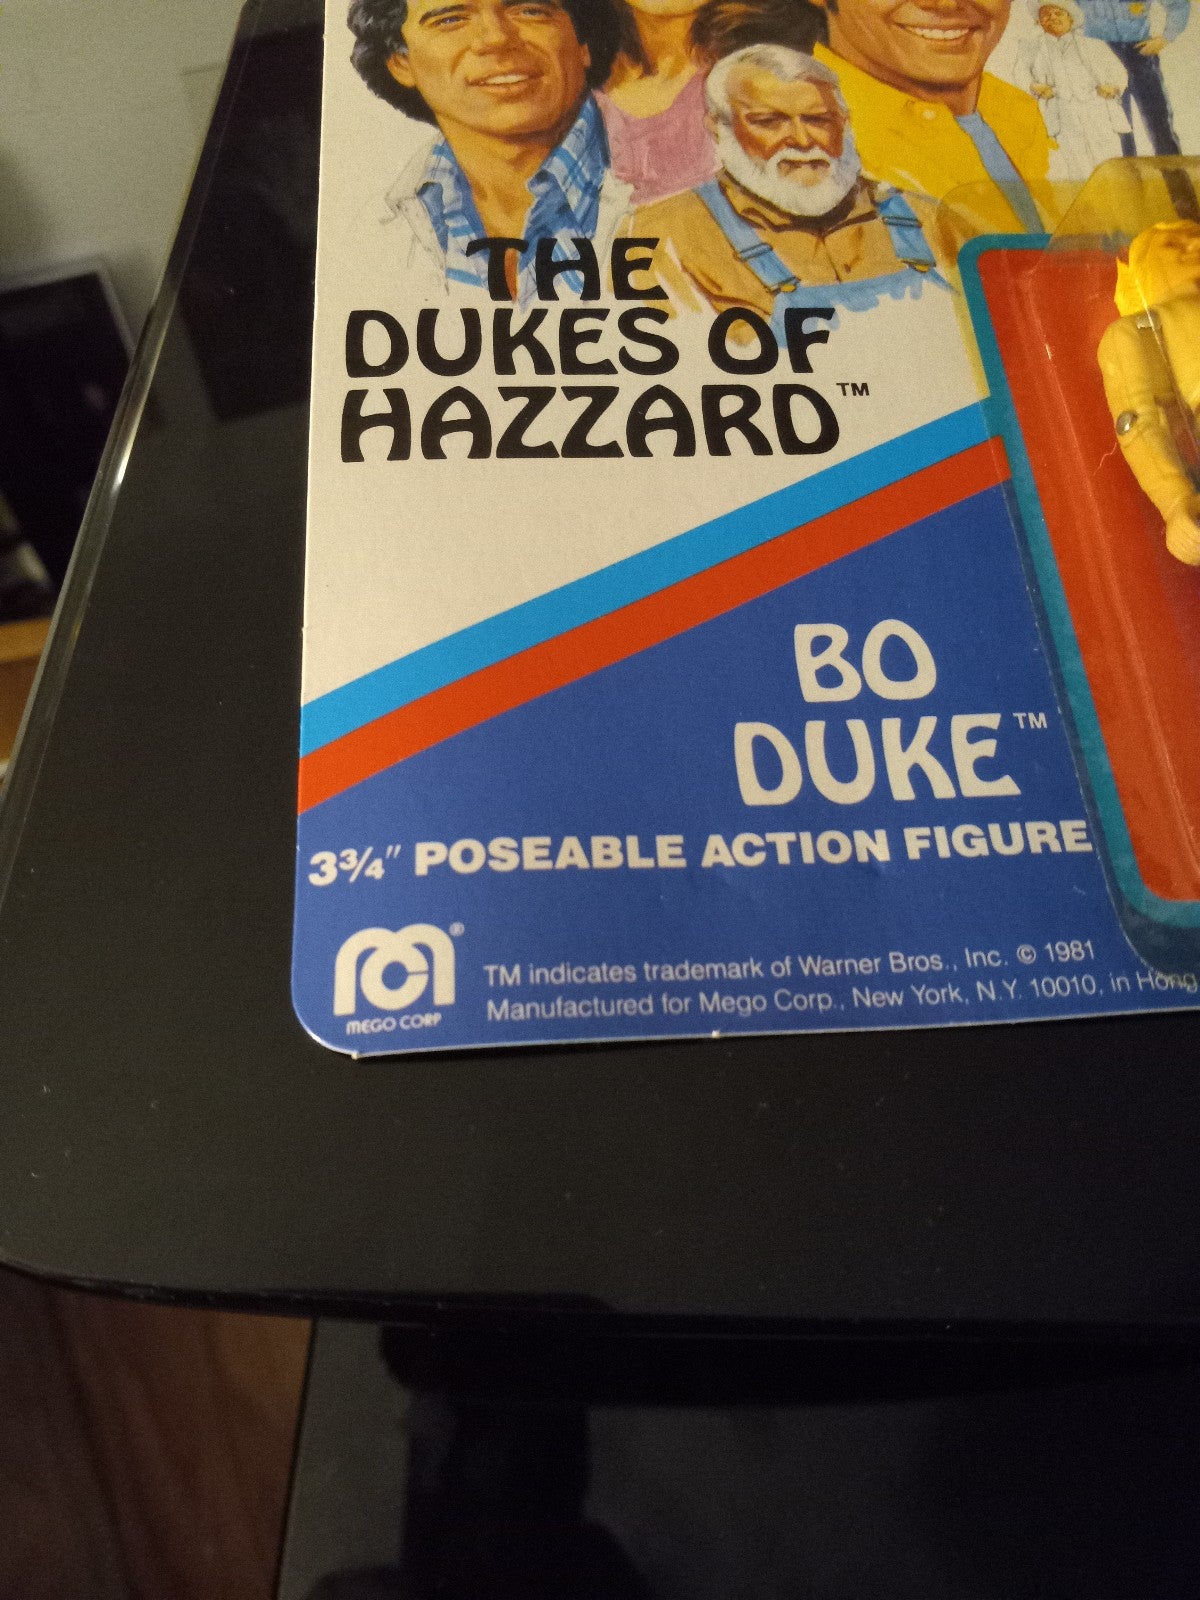 THE
DUKES OF
HAZZARD™
BO
DUKE™
3¾" POSEABLE ACTION FIGURE
MEGO CORP
®
TM indicates trademark of Warner Bros., Inc. © 1981
Manufactured for Mego Corp., New York, N.Y. 10010, in Hong